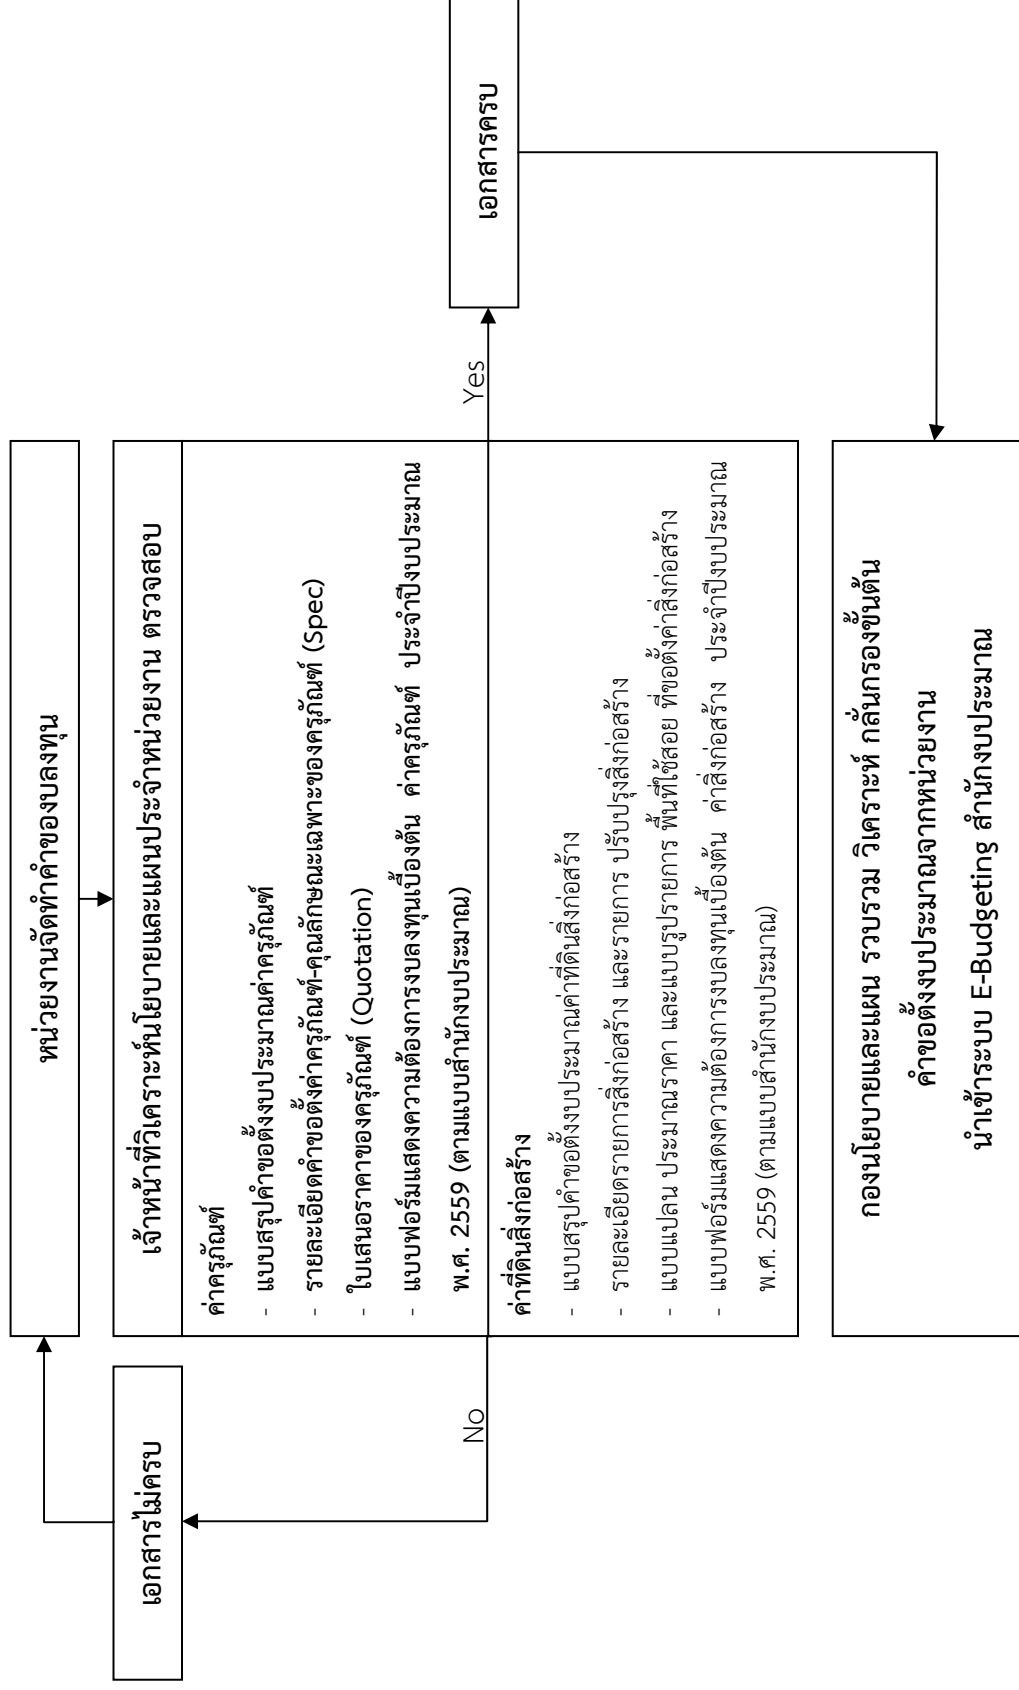 หน่วยงานจัดทำคำของบลงทุน
เจ้าหน้าที่วิเคราะห์นโยบายและแผนประจำหน่วยงาน ตรวจสอบ
ค่าครุภัณฑ์
- แบบสรุปคำขอตั้งงบประมาณค่าครุภัณฑ์
- รายละเอียดคำขอตั้งค่าครุภัณฑ์-คุณลักษณะเฉพาะของครุภัณฑ์ (Spec)
- ใบเสนอราคาของครุภัณฑ์ (Quotation)
- แบบฟอร์มแสดงความต้องการงบลงทุนเบื้องต้น ค่าครุภัณฑ์ ประจำปีงบประมาณ
พ.ศ. 2559 (ตามแบบสำนักงบประมาณ)
ค่าที่ดินสิ่งก่อสร้าง
- แบบสรุปคำขอตั้งงบประมาณค่าที่ดินสิ่งก่อสร้าง
- รายละเอียดรายการสิ่งก่อสร้าง และรายการ ปรับปรุงสิ่งก่อสร้าง
- แบบแปลน ประมาณราคา และแบบรูปรายการ พื้นที่ใช้สอย ที่ขอตั้งค่าสิ่งก่อสร้าง
- แบบฟอร์มแสดงความต้องการงบลงทุนเบื้องต้น ค่าสิ่งก่อสร้าง ประจำปีงบประมาณ
พ.ศ. 2559 (ตามแบบสำนักงบประมาณ)
No
เอกสารไม่ครบ
Yes
เอกสารครบ
กองนโยบายและแผน รวบรวม วิเคราะห์ กลั่นกรองขั้นต้น
คำขอตั้งงบประมาณจากหน่วยงาน
นำเข้าระบบ E-Budgeting สำนักงบประมาณ